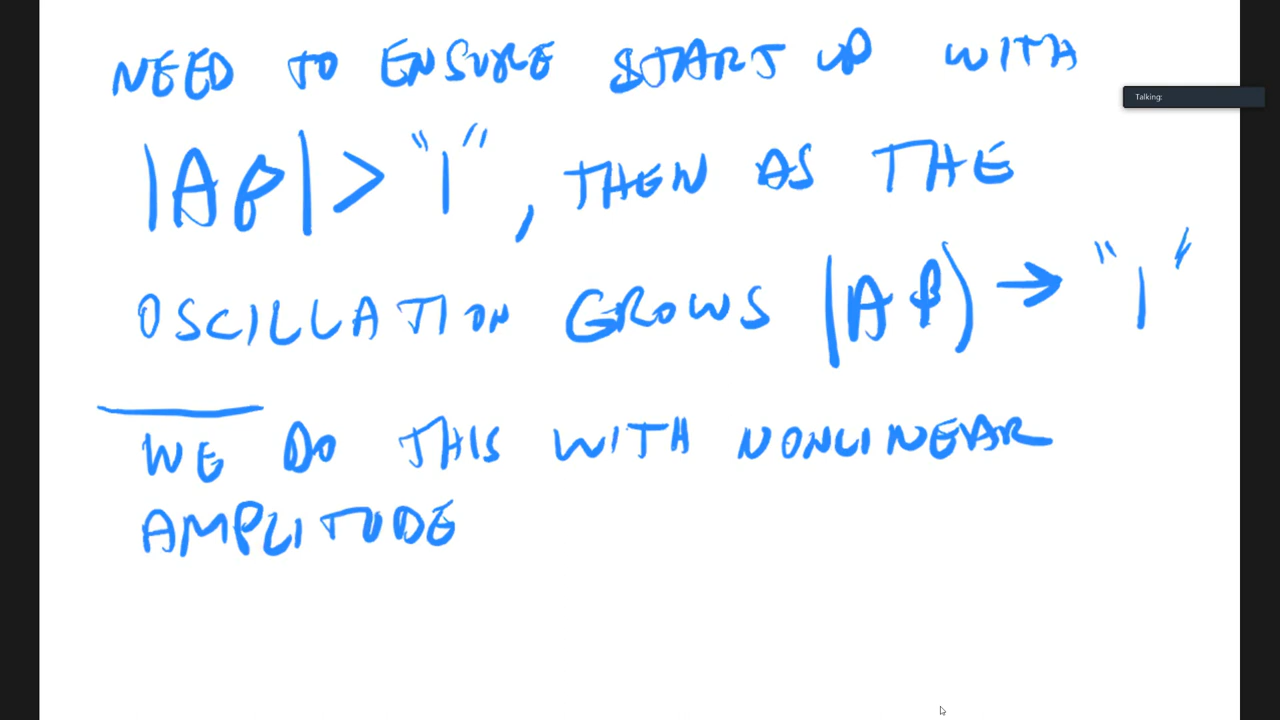 NEED TO ENSURE START UP WITH
Talking:
|Aβ| > "1", THEN AS THE
OSCILLATION GROWS |Aβ| → "1"
WE DO THIS WITH NONLINEAR
AMPLITUDE